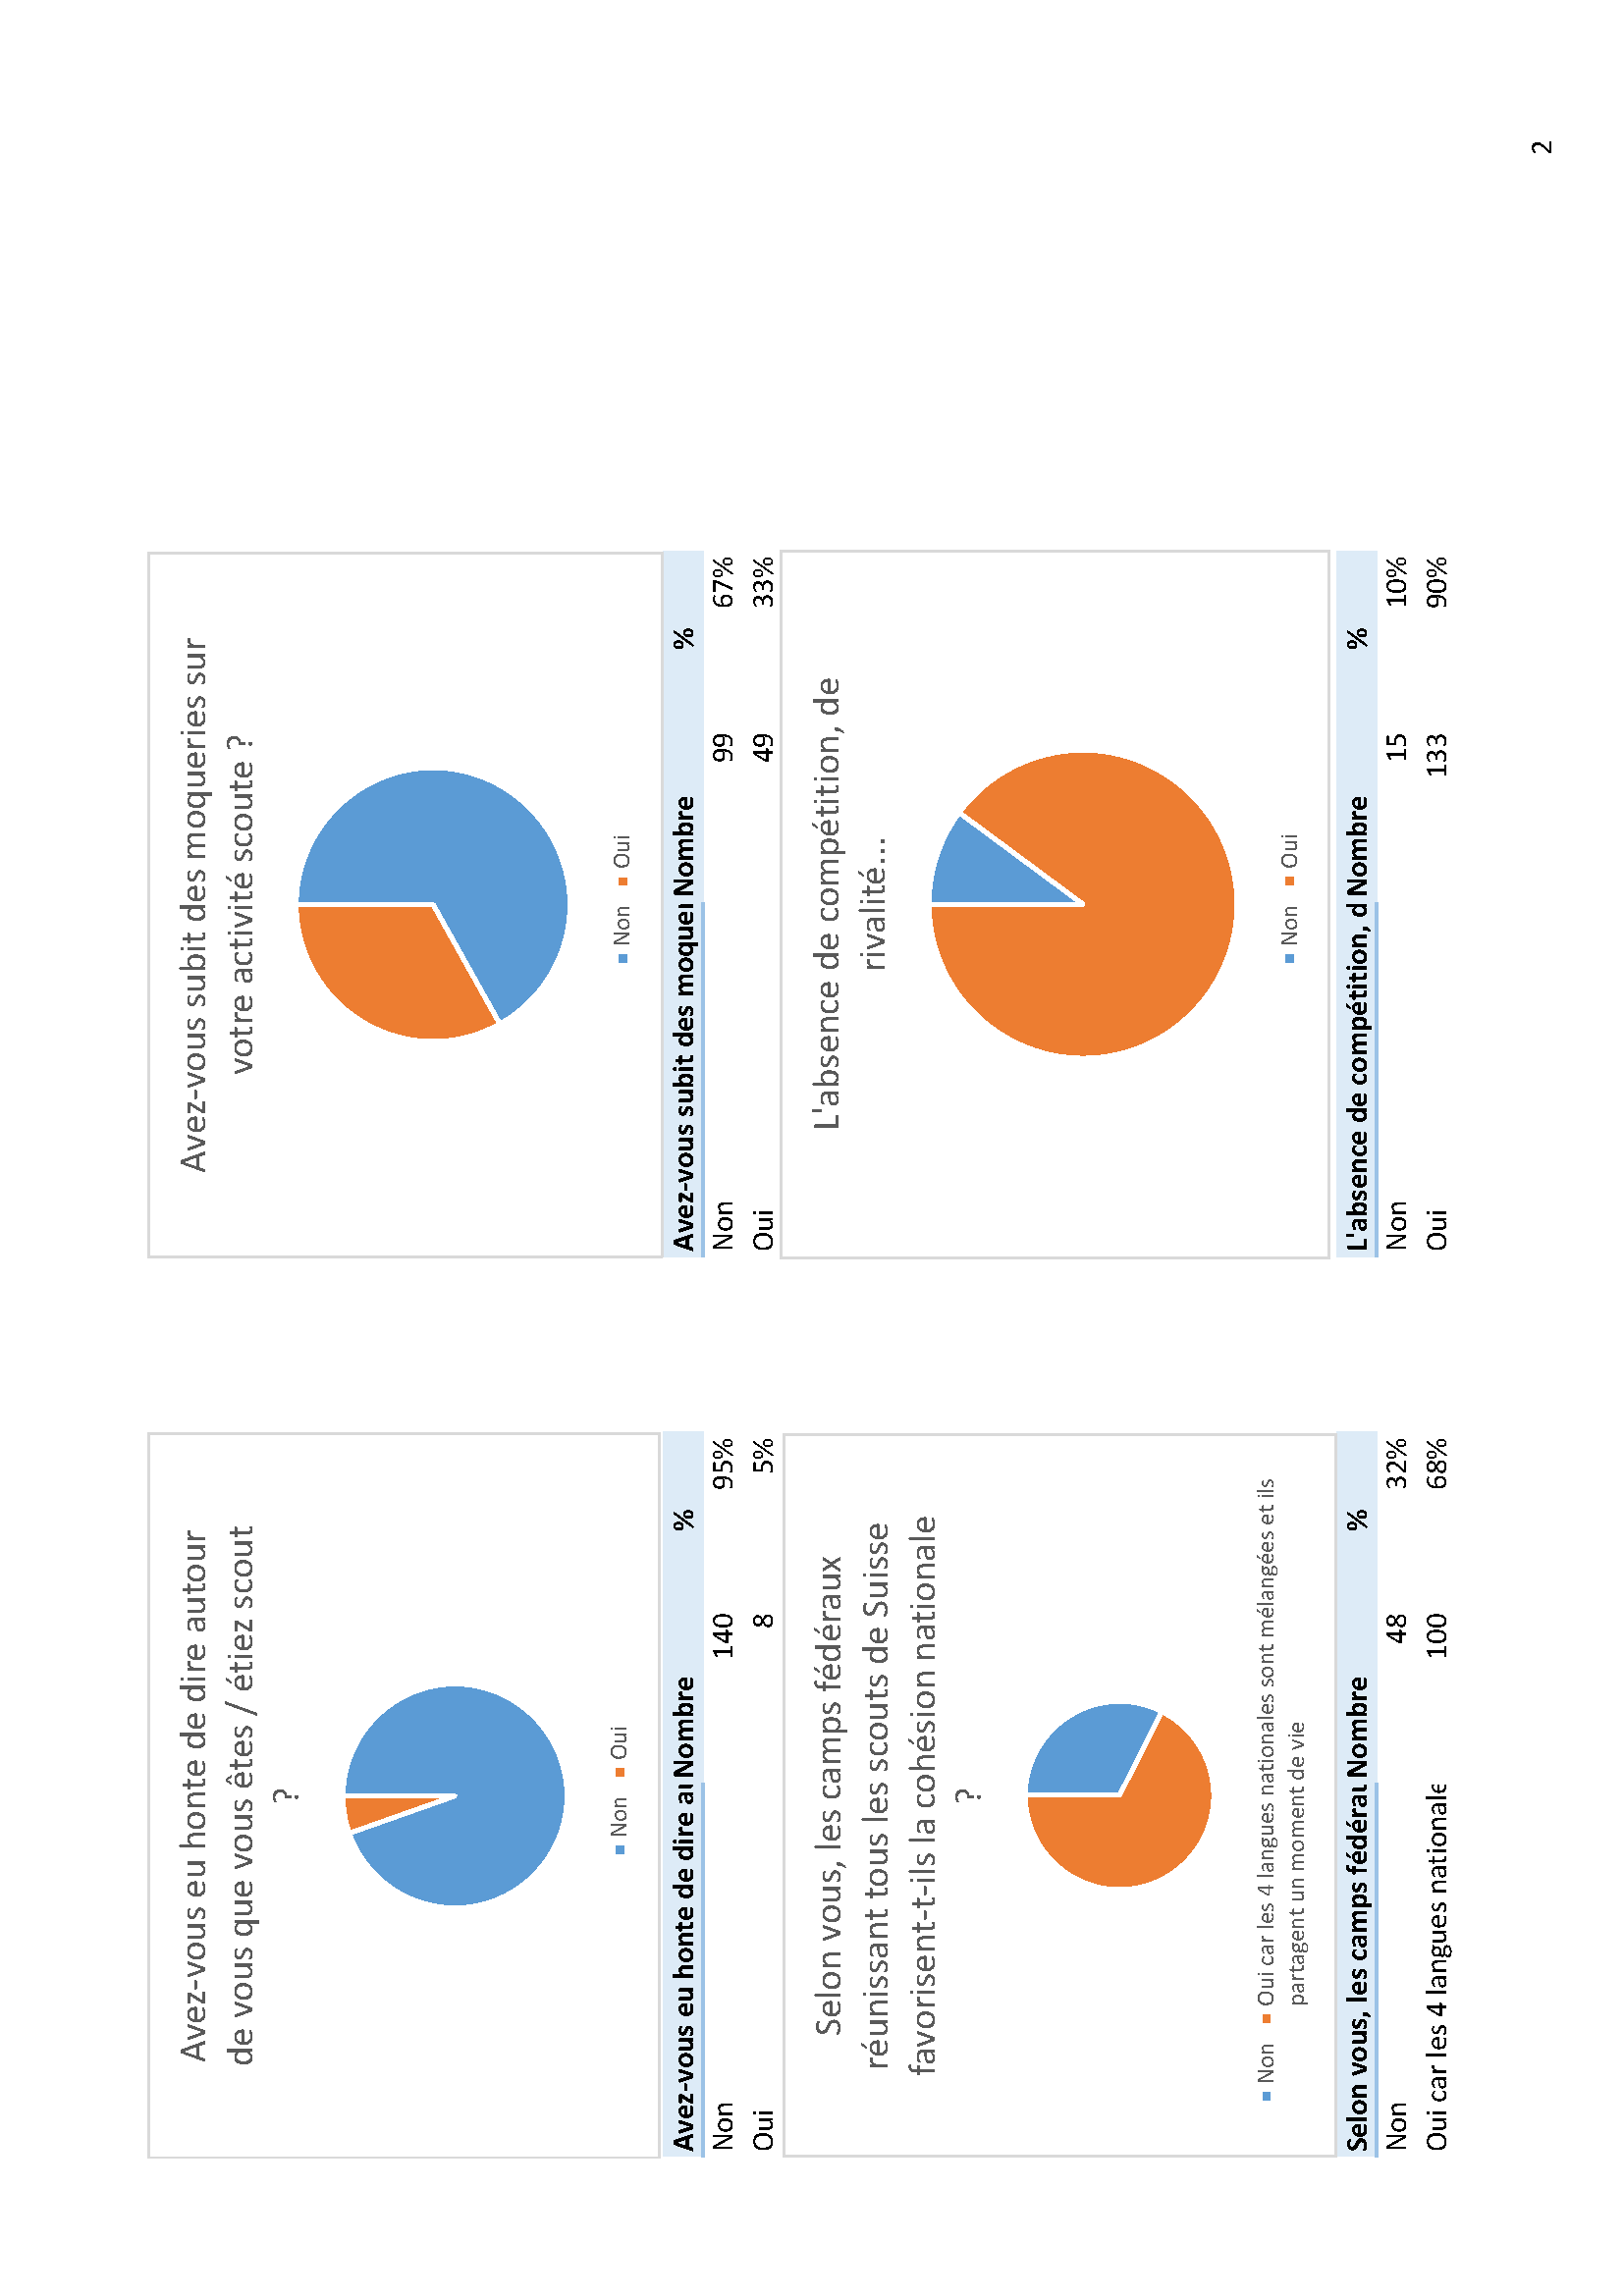 Avez-vous eu honte de dire autour
de vous que vous êtes / étiez scout
?
Non Oui
Avez-vous eu honte de dire au Nombre %
Non 140 95%
Oui 8 5%
Avez-vous subit des moqueries sur
votre activité scoute ?
Non Oui
Avez-vous subit des moquer Nombre %
Non 99 67%
Oui 49 33%
Selon vous, les camps fédéraux
réunissant tous les scouts de Suisse
favorisent-t-ils la cohésion nationale
?
Non Oui car les 4 langues nationales sont mélangées et ils
partagent un moment de vie
Selon vous, les camps fédérau Nombre %
Non 48 32%
Oui car les 4 langues nationale 100 68%
L'absence de compétition, de
rivalité...
Non Oui
L'absence de compétition, d Nombre %
Non 15 10%
Oui 133 90%
2